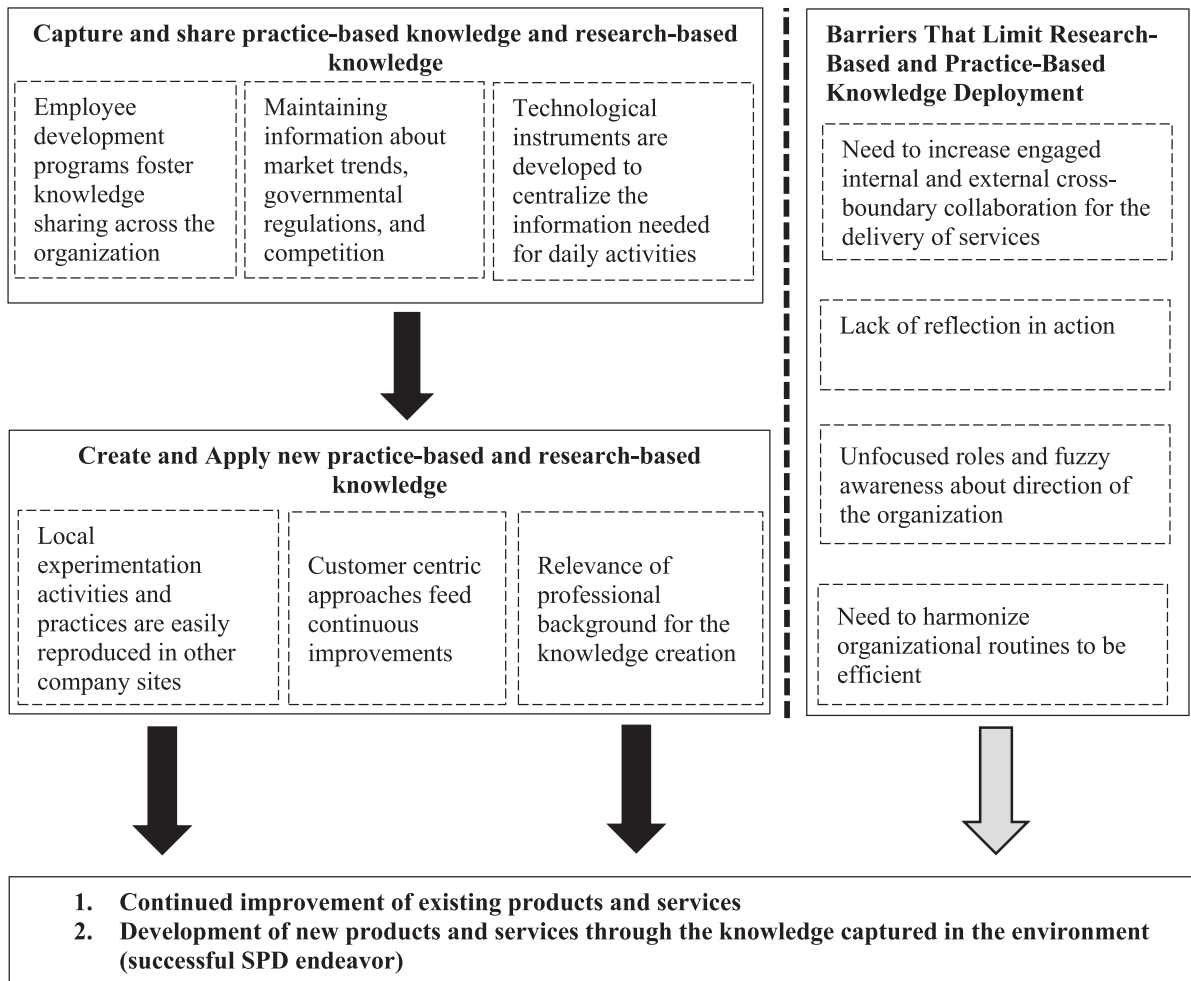 Capture and share practice-based knowledge and research-based
knowledge
Employee
development
programs foster
knowledge
sharing across the
organization
Maintaining
information about
market trends,
governmental
regulations, and
competition
Technological
instruments are
developed to
centralize the
information needed
for daily activities
Create and Apply new practice-based and research-based
knowledge
Local
experimentation
activities and
practices are easily
reproduced in other
company sites
Customer centric
approaches feed
continuous
improvements
Relevance of
professional
background for the
knowledge creation
Barriers That Limit Research-
Based and Practice-Based
Knowledge Deployment
Need to increase engaged
internal and external cross-
boundary collaboration for the
delivery of services
Lack of reflection in action
Unfocused roles and fuzzy
awareness about direction of
the organization
Need to harmonize
organizational routines to be
efficient
1. Continued improvement of existing products and services
2. Development of new products and services through the knowledge captured in the environment
(successful SPD endeavor)